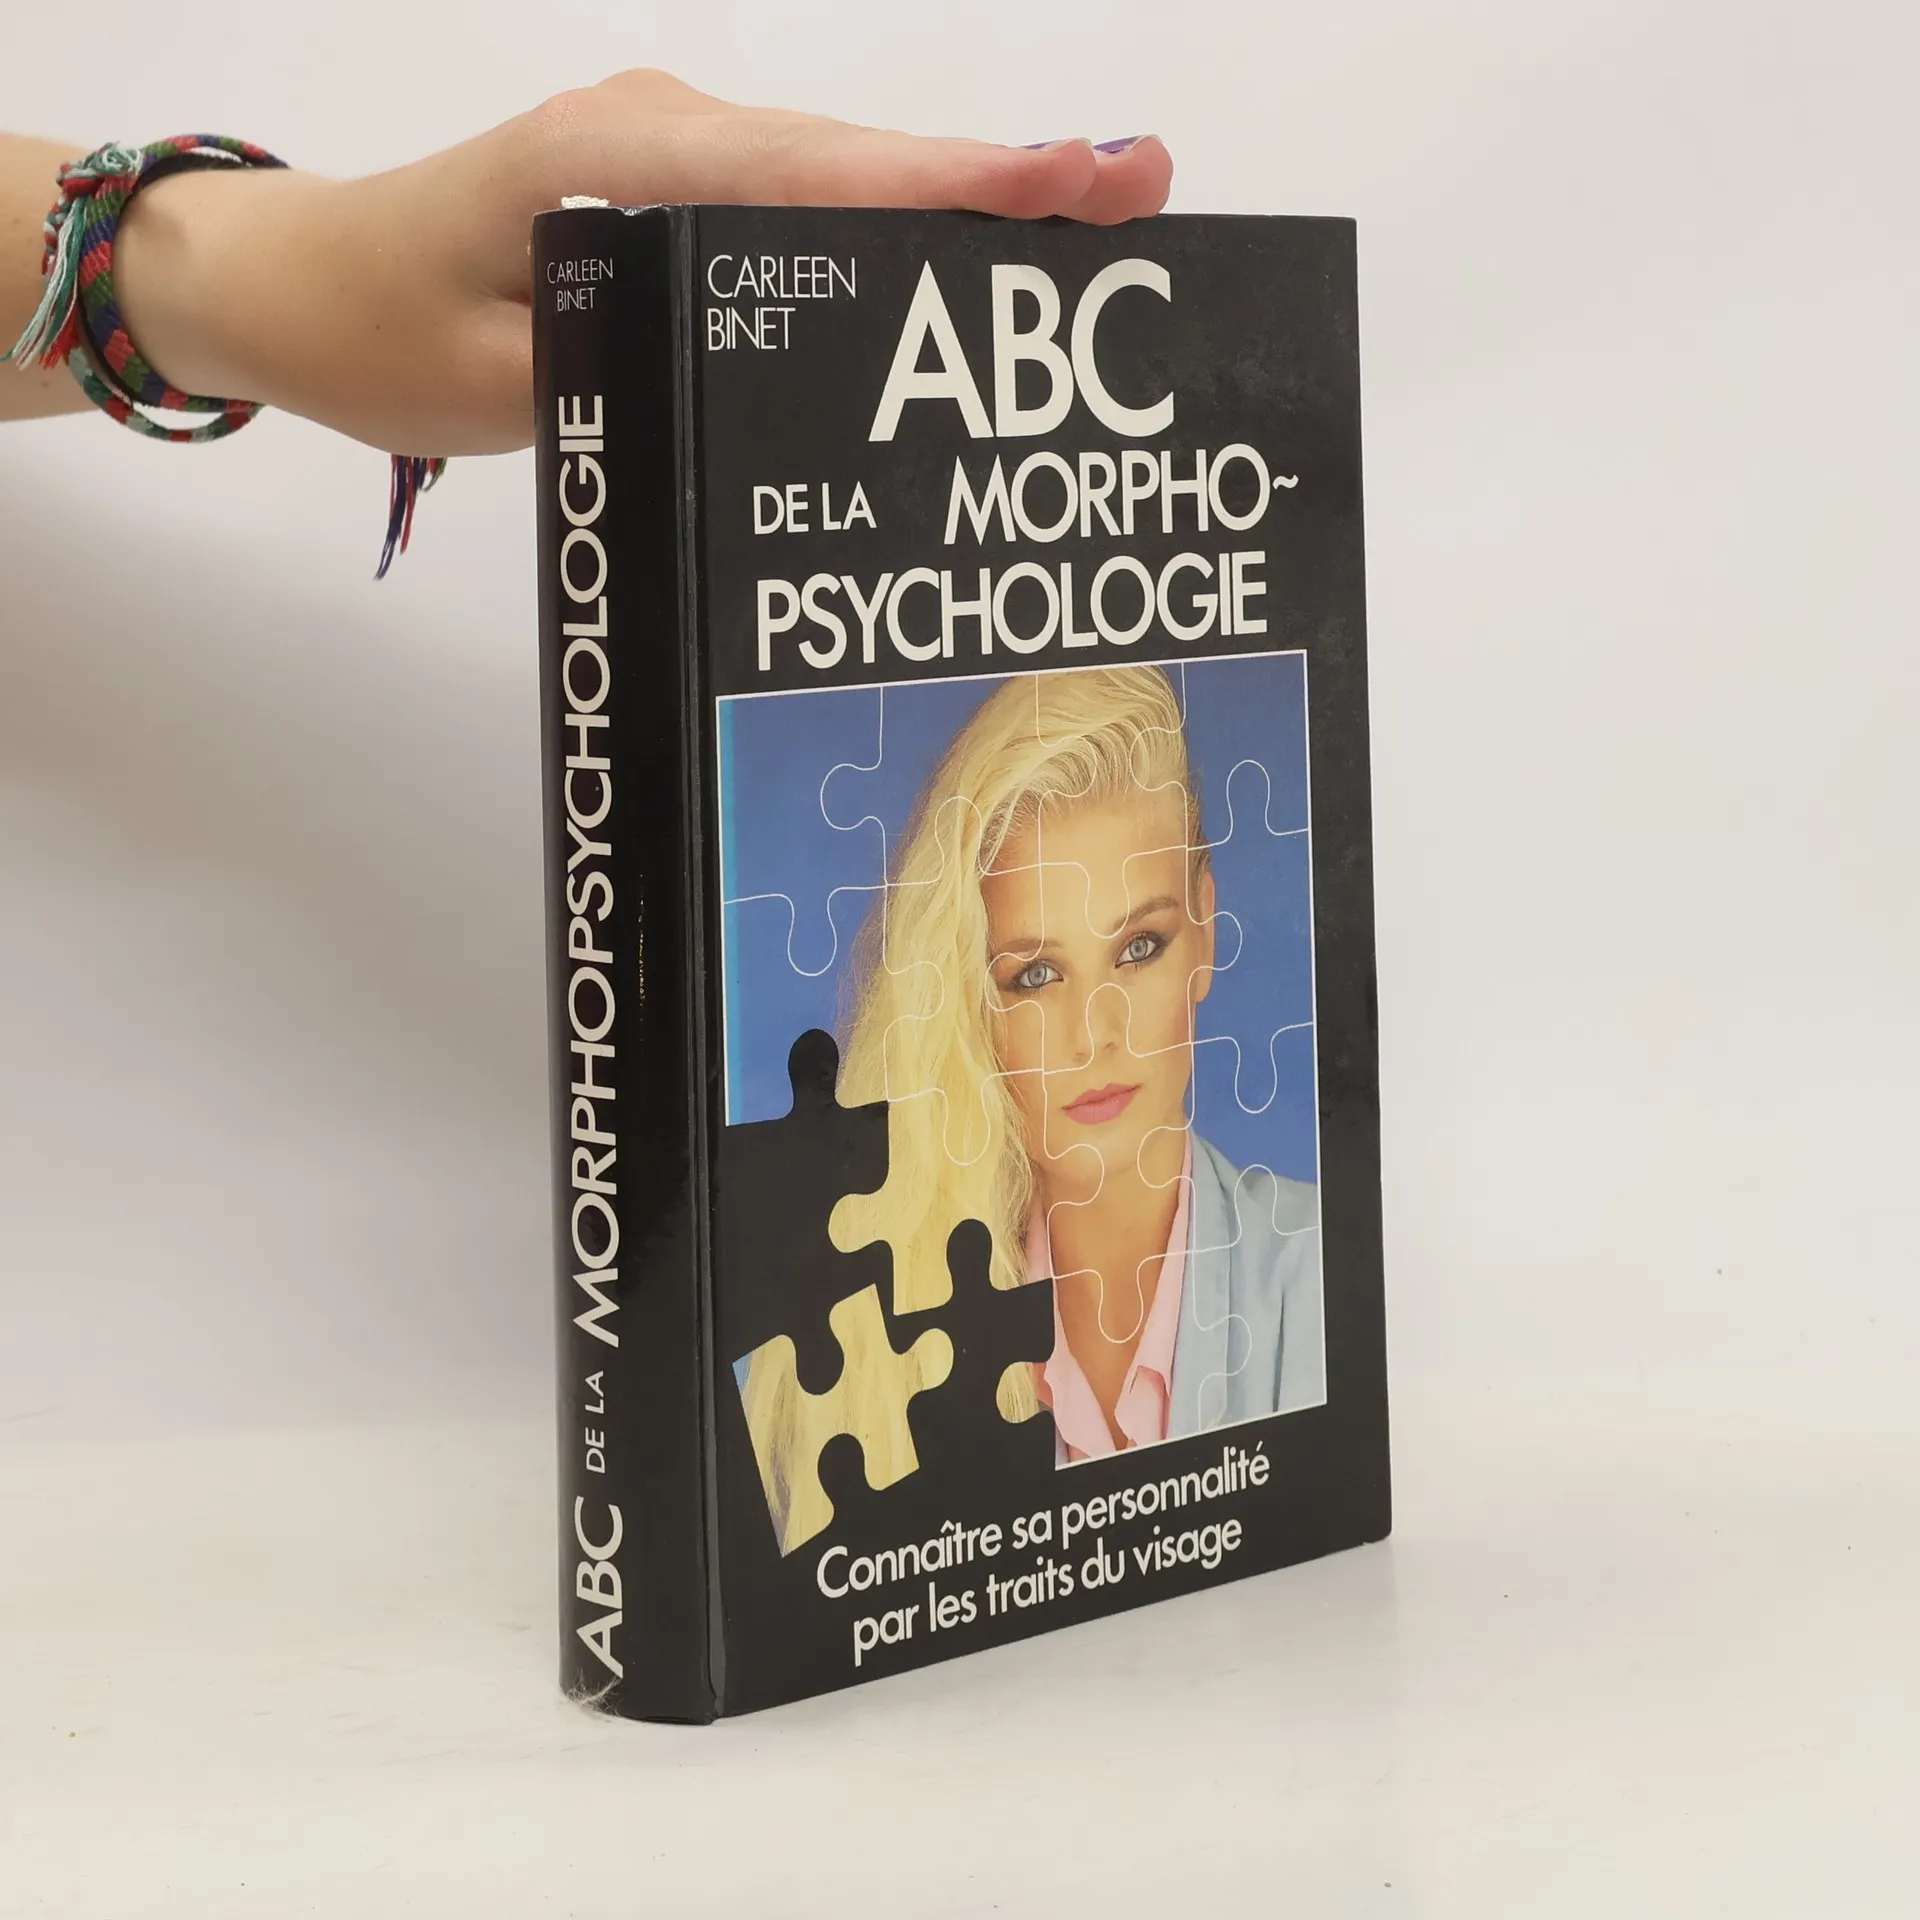 CARLEEN
BINET
ABC DE LA MORPHOPSYCHOLOGIE
CARLEEN
BINET
ABC
DE LA MORPHO~
PSYCHOLOGIE
Connaître sa personnalité
par les traits du visage